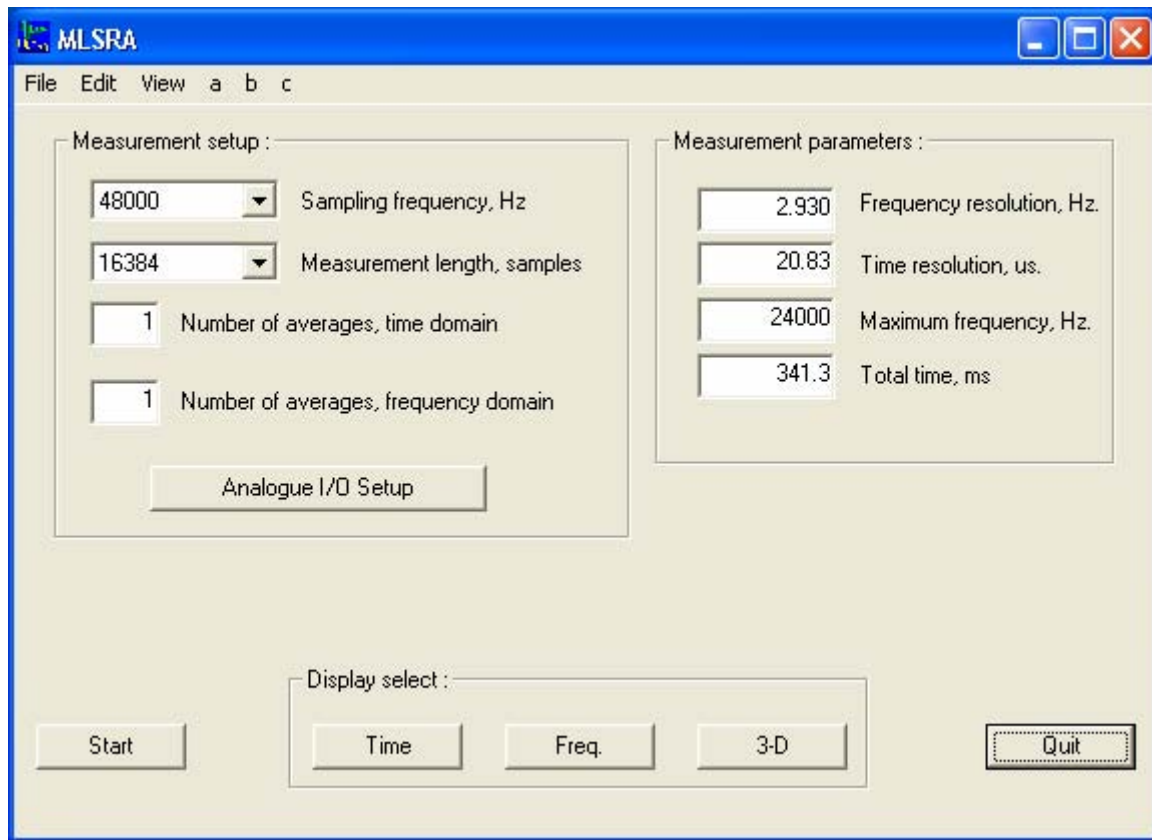 MLSRA
File Edit View a b c
Measurement setup :
48000 Sampling frequency, Hz
16384 Measurement length, samples
1 Number of averages, time domain
1 Number of averages, frequency domain
Analogue I/O Setup
Measurement parameters :
2.930 Frequency resolution, Hz.
20.83 Time resolution, us.
24000 Maximum frequency, Hz.
341.3 Total time, ms
Display select :
Start Time Freq. 3-D Quit